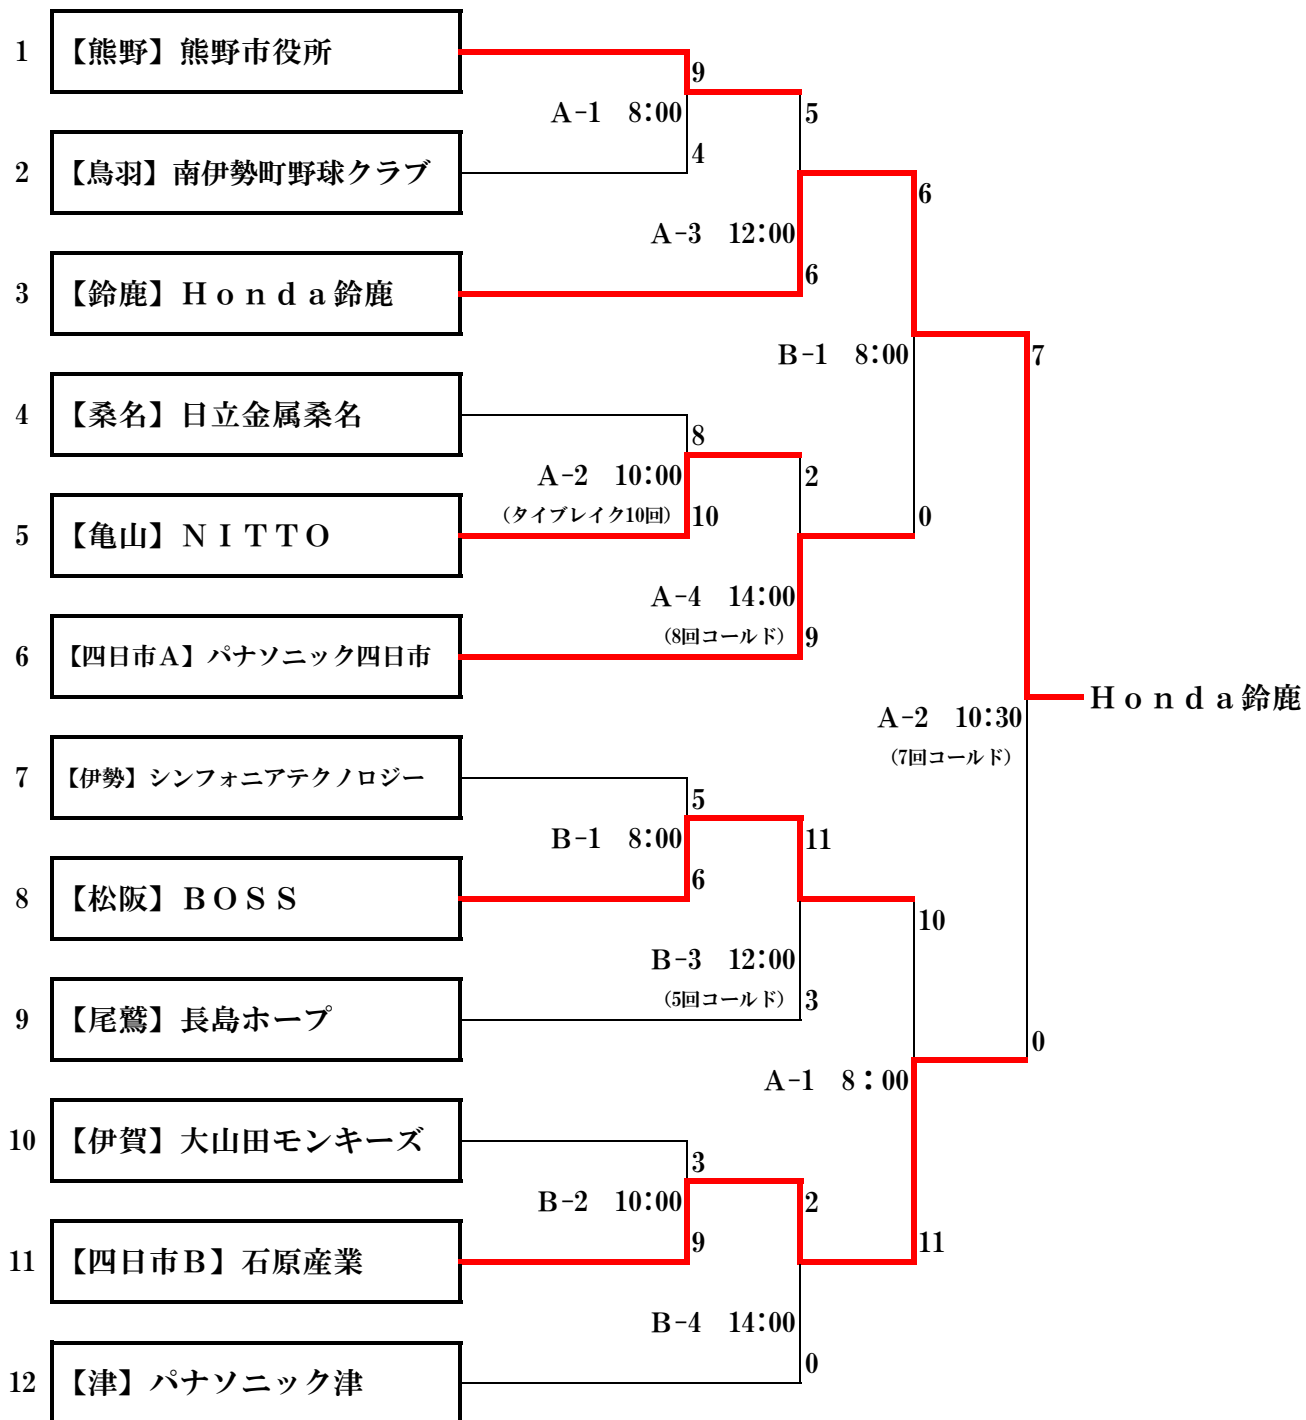 1 【熊野】熊野市役所
9
A-1 8:00
5
2 【鳥羽】南伊勢町野球クラブ
4
6
A-3 12:00
3 【鈴鹿】Ｈｏｎｄａ鈴鹿
6
B-1 8:00
7
4 【桑名】日立金属桑名
8
A-2 10:00
2
（タイブレイク10回）
10
0
5 【亀山】ＮＩＴＴＯ
A-4 14:00
（8回コールド）
9
6 【四日市Ａ】パナソニック四日市
Ｈｏｎｄａ鈴鹿
A-2 10:30
（7回コールド）
7 【伊勢】シンフォニアテクノロジー
5
B-1 8:00
11
6
8 【松阪】ＢＯＳＳ
10
B-3 12:00
（5回コールド）
3
9 【尾鷲】長島ホープ
0
A-1 8：00
10 【伊賀】大山田モンキーズ
3
B-2 10:00
2
9
11
11 【四日市Ｂ】石原産業
B-4 14:00
0
12 【津】パナソニック津